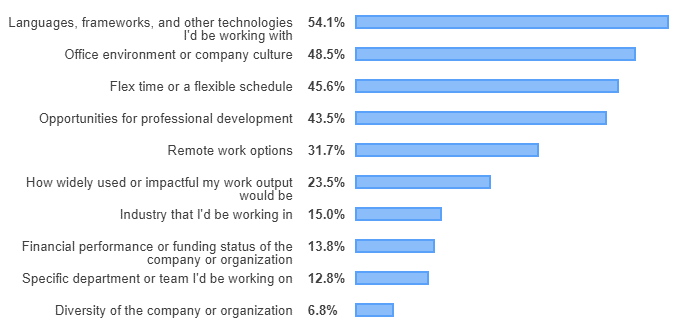 Languages, frameworks, and other technologies 54.1%
I'd be working with
Office environment or company culture 48.5%
Flex time or a flexible schedule 45.6%
Opportunities for professional development 43.5%
Remote work options 31.7%
How widely used or impactful my work output 23.5%
would be
Industry that I'd be working in 15.0%
Financial performance or funding status of the 13.8%
company or organization
Specific department or team I'd be working on 12.8%
Diversity of the company or organization 6.8%